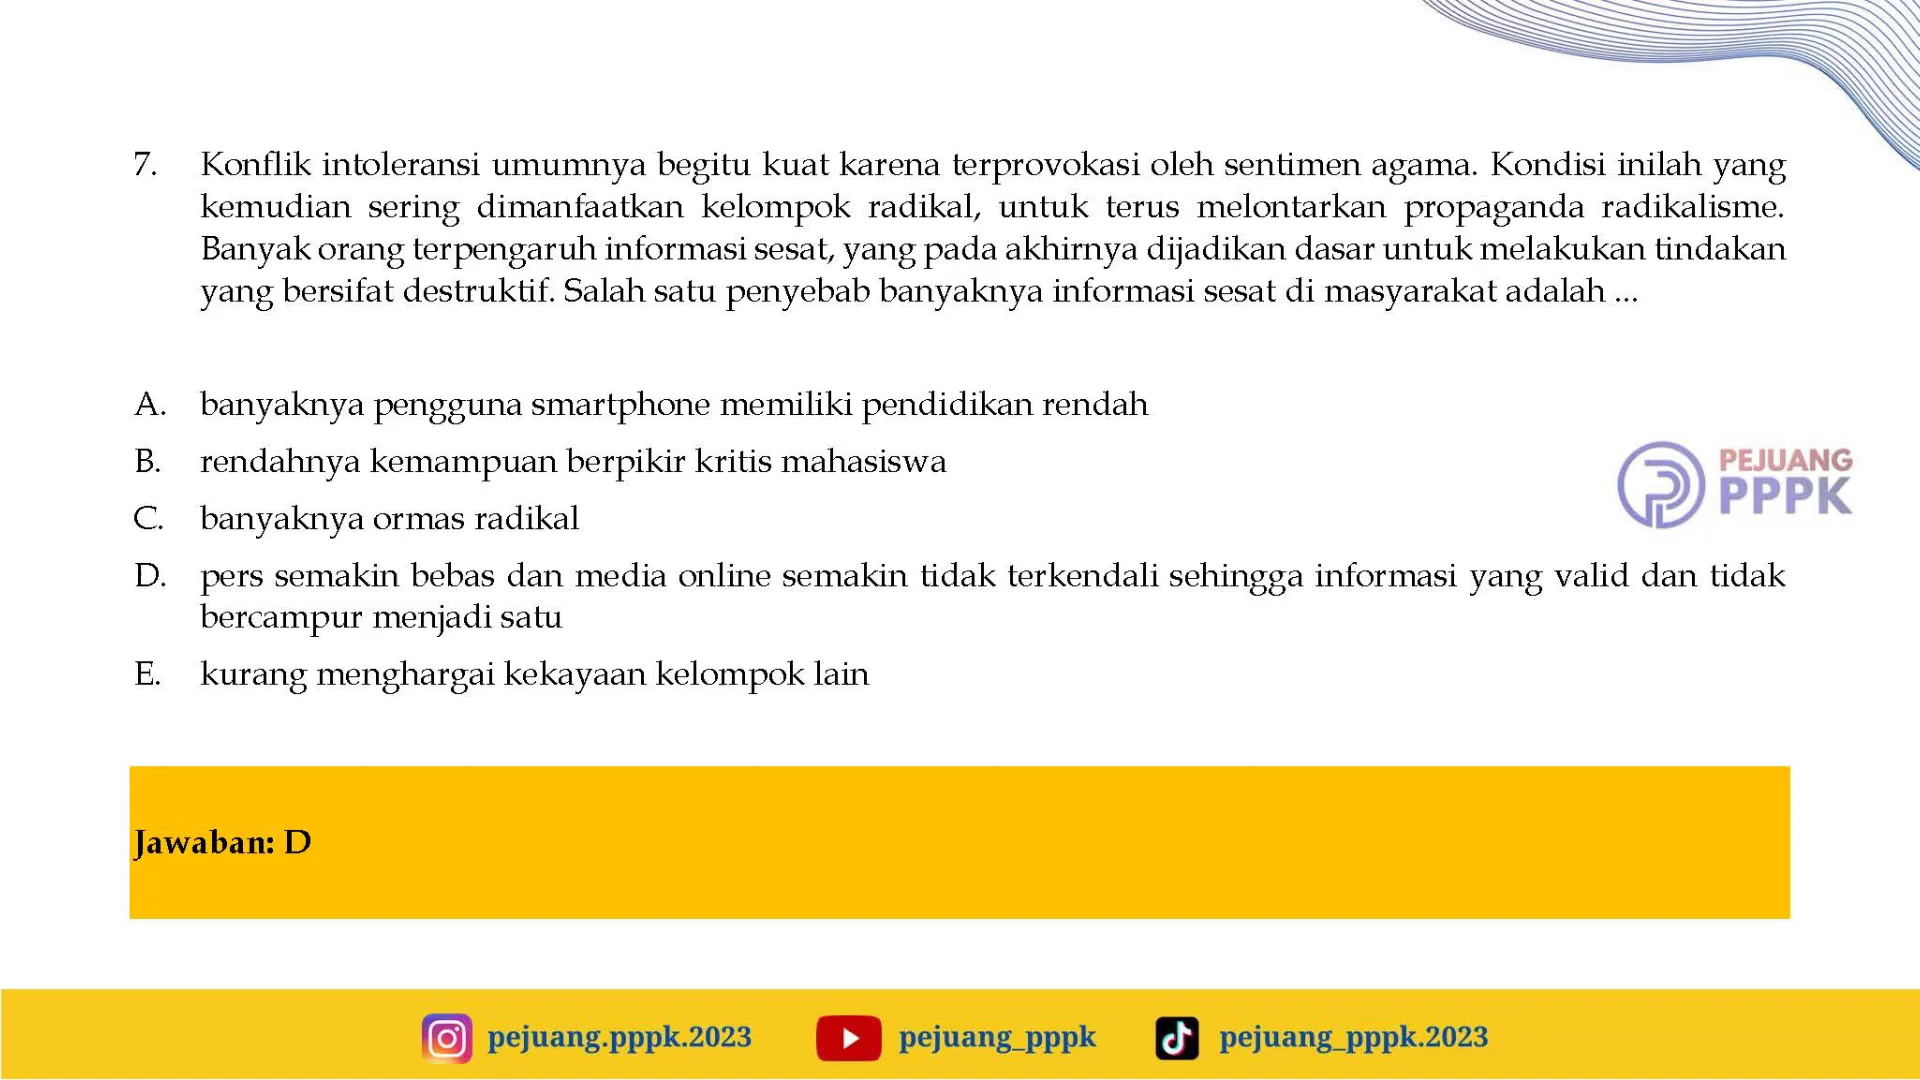 7. Konflik intoleransi umumnya begitu kuat karena terprovokasi oleh sentimen agama. Kondisi inilah yang
kemudian sering dimanfaatkan kelompok radikal, untuk terus melontarkan propaganda radikalisme.
Banyak orang terpengaruh informasi sesat, yang pada akhirnya dijadikan dasar untuk melakukan tindakan
yang bersifat destruktif. Salah satu penyebab banyaknya informasi sesat di masyarakat adalah ...
A. banyaknya pengguna smartphone memiliki pendidikan rendah
B. rendahnya kemampuan berpikir kritis mahasiswa
C. banyaknya ormas radikal
D. pers semakin bebas dan media online semakin tidak terkendali sehingga informasi yang valid dan tidak
bercampur menjadi satu
E. kurang menghargai kekayaan kelompok lain
PEJUANG
PPPK
Jawaban: D
pejuang.pppk.2023 pejuang_pppk pejuang_pppk.2023